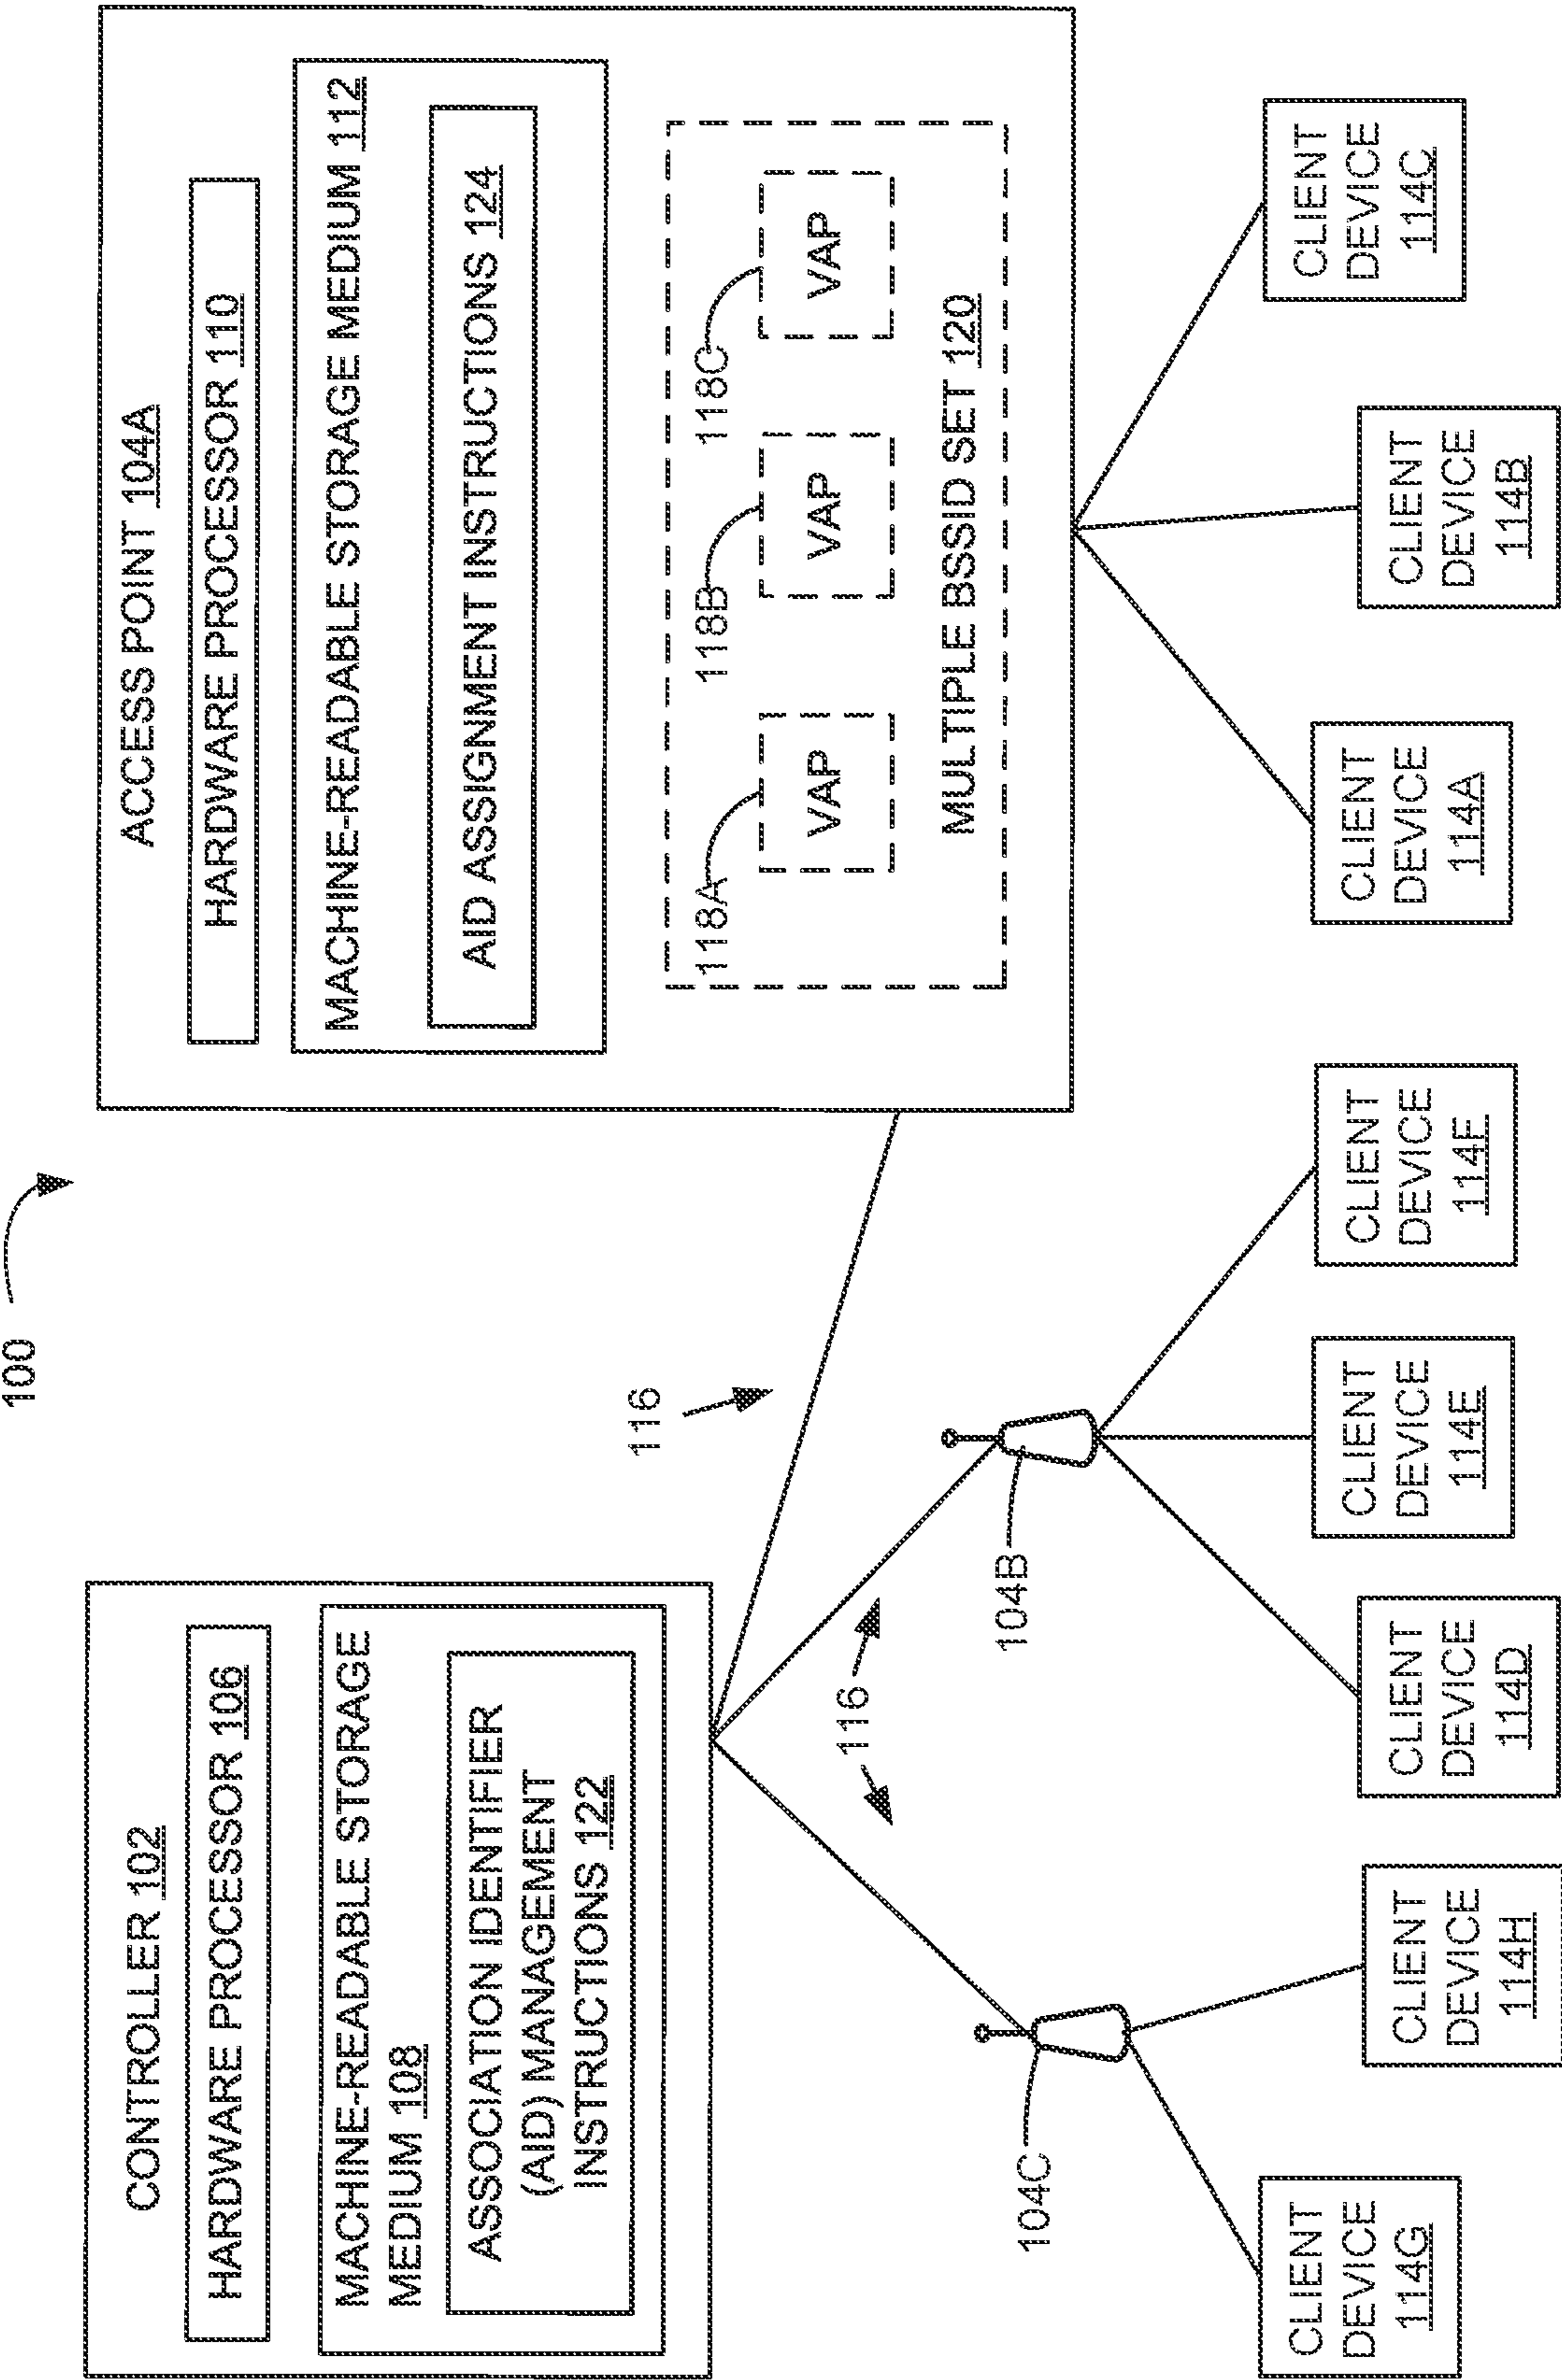 100
CONTROLLER 102
HARDWARE PROCESSOR 106
MACHINE-READABLE STORAGE
MEDIUM 108
ASSOCIATION IDENTIFIER
(AID) MANAGEMENT
INSTRUCTIONS 122
ACCESS POINT 104A
HARDWARE PROCESSOR 110
MACHINE-READABLE STORAGE MEDIUM 112
AID ASSIGNMENT INSTRUCTIONS 124
118A
118B
118C
VAP
VAP
VAP
MULTIPLE BSSID SET 120
116
116
104C
104B
CLIENT
DEVICE
114G
CLIENT
DEVICE
114H
CLIENT
DEVICE
114D
CLIENT
DEVICE
114E
CLIENT
DEVICE
114F
CLIENT
DEVICE
114A
CLIENT
DEVICE
114B
CLIENT
DEVICE
114C